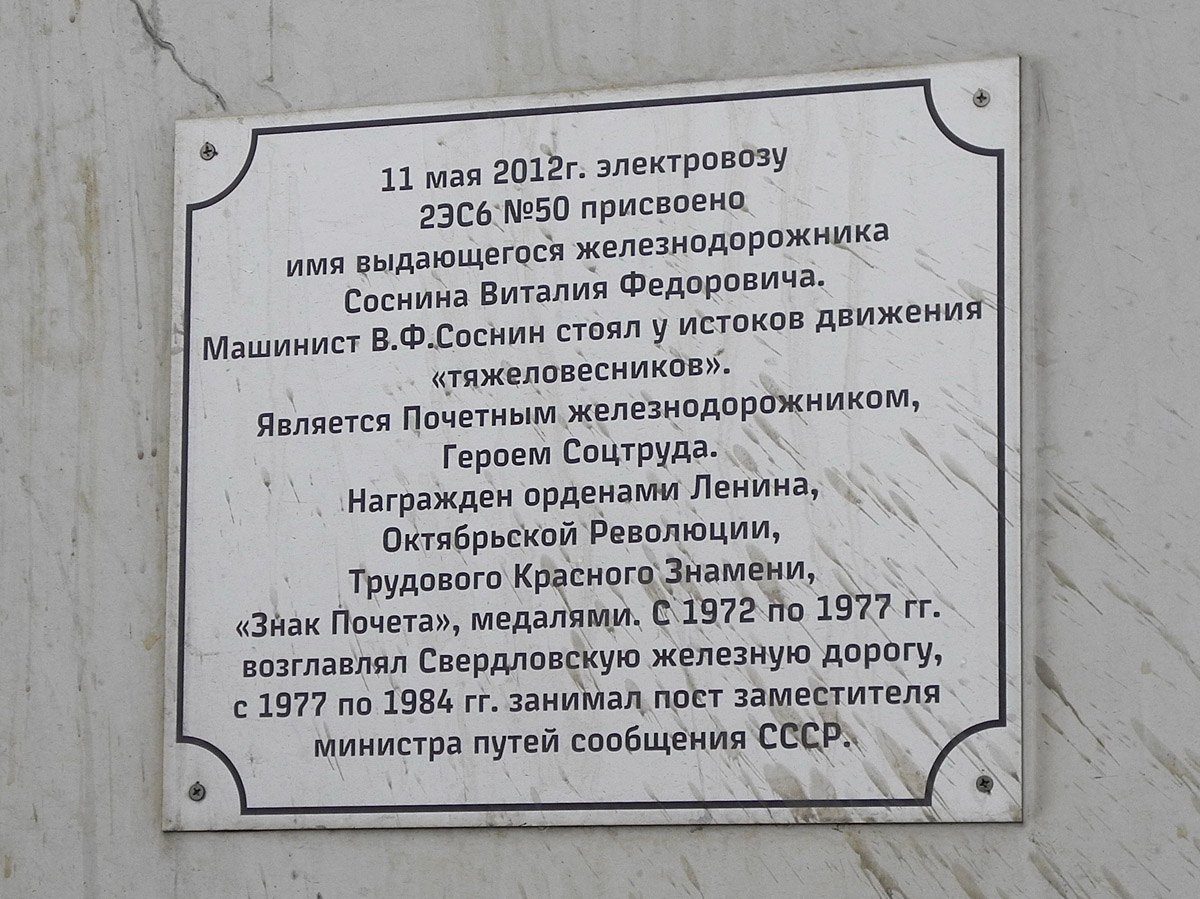 11 мая 2012г. электровозу
2ЭС6 №50 присвоено
имя выдающегося железнодорожника
Соснина Виталия Федоровича.
Машинист В.Ф.Соснин стоял у истоков движения
«тяжеловесников».
Является Почетным железнодорожником,
Героем Соцтруда.
Награжден орденами Ленина,
Октябрьской Революции,
Трудового Красного Знамени,
«Знак Почета», медалями. С 1972 по 1977 гг.
возглавлял Свердловскую железную дорогу,
с 1977 по 1984 гг. занимал пост заместителя
министра путей сообщения СССР.